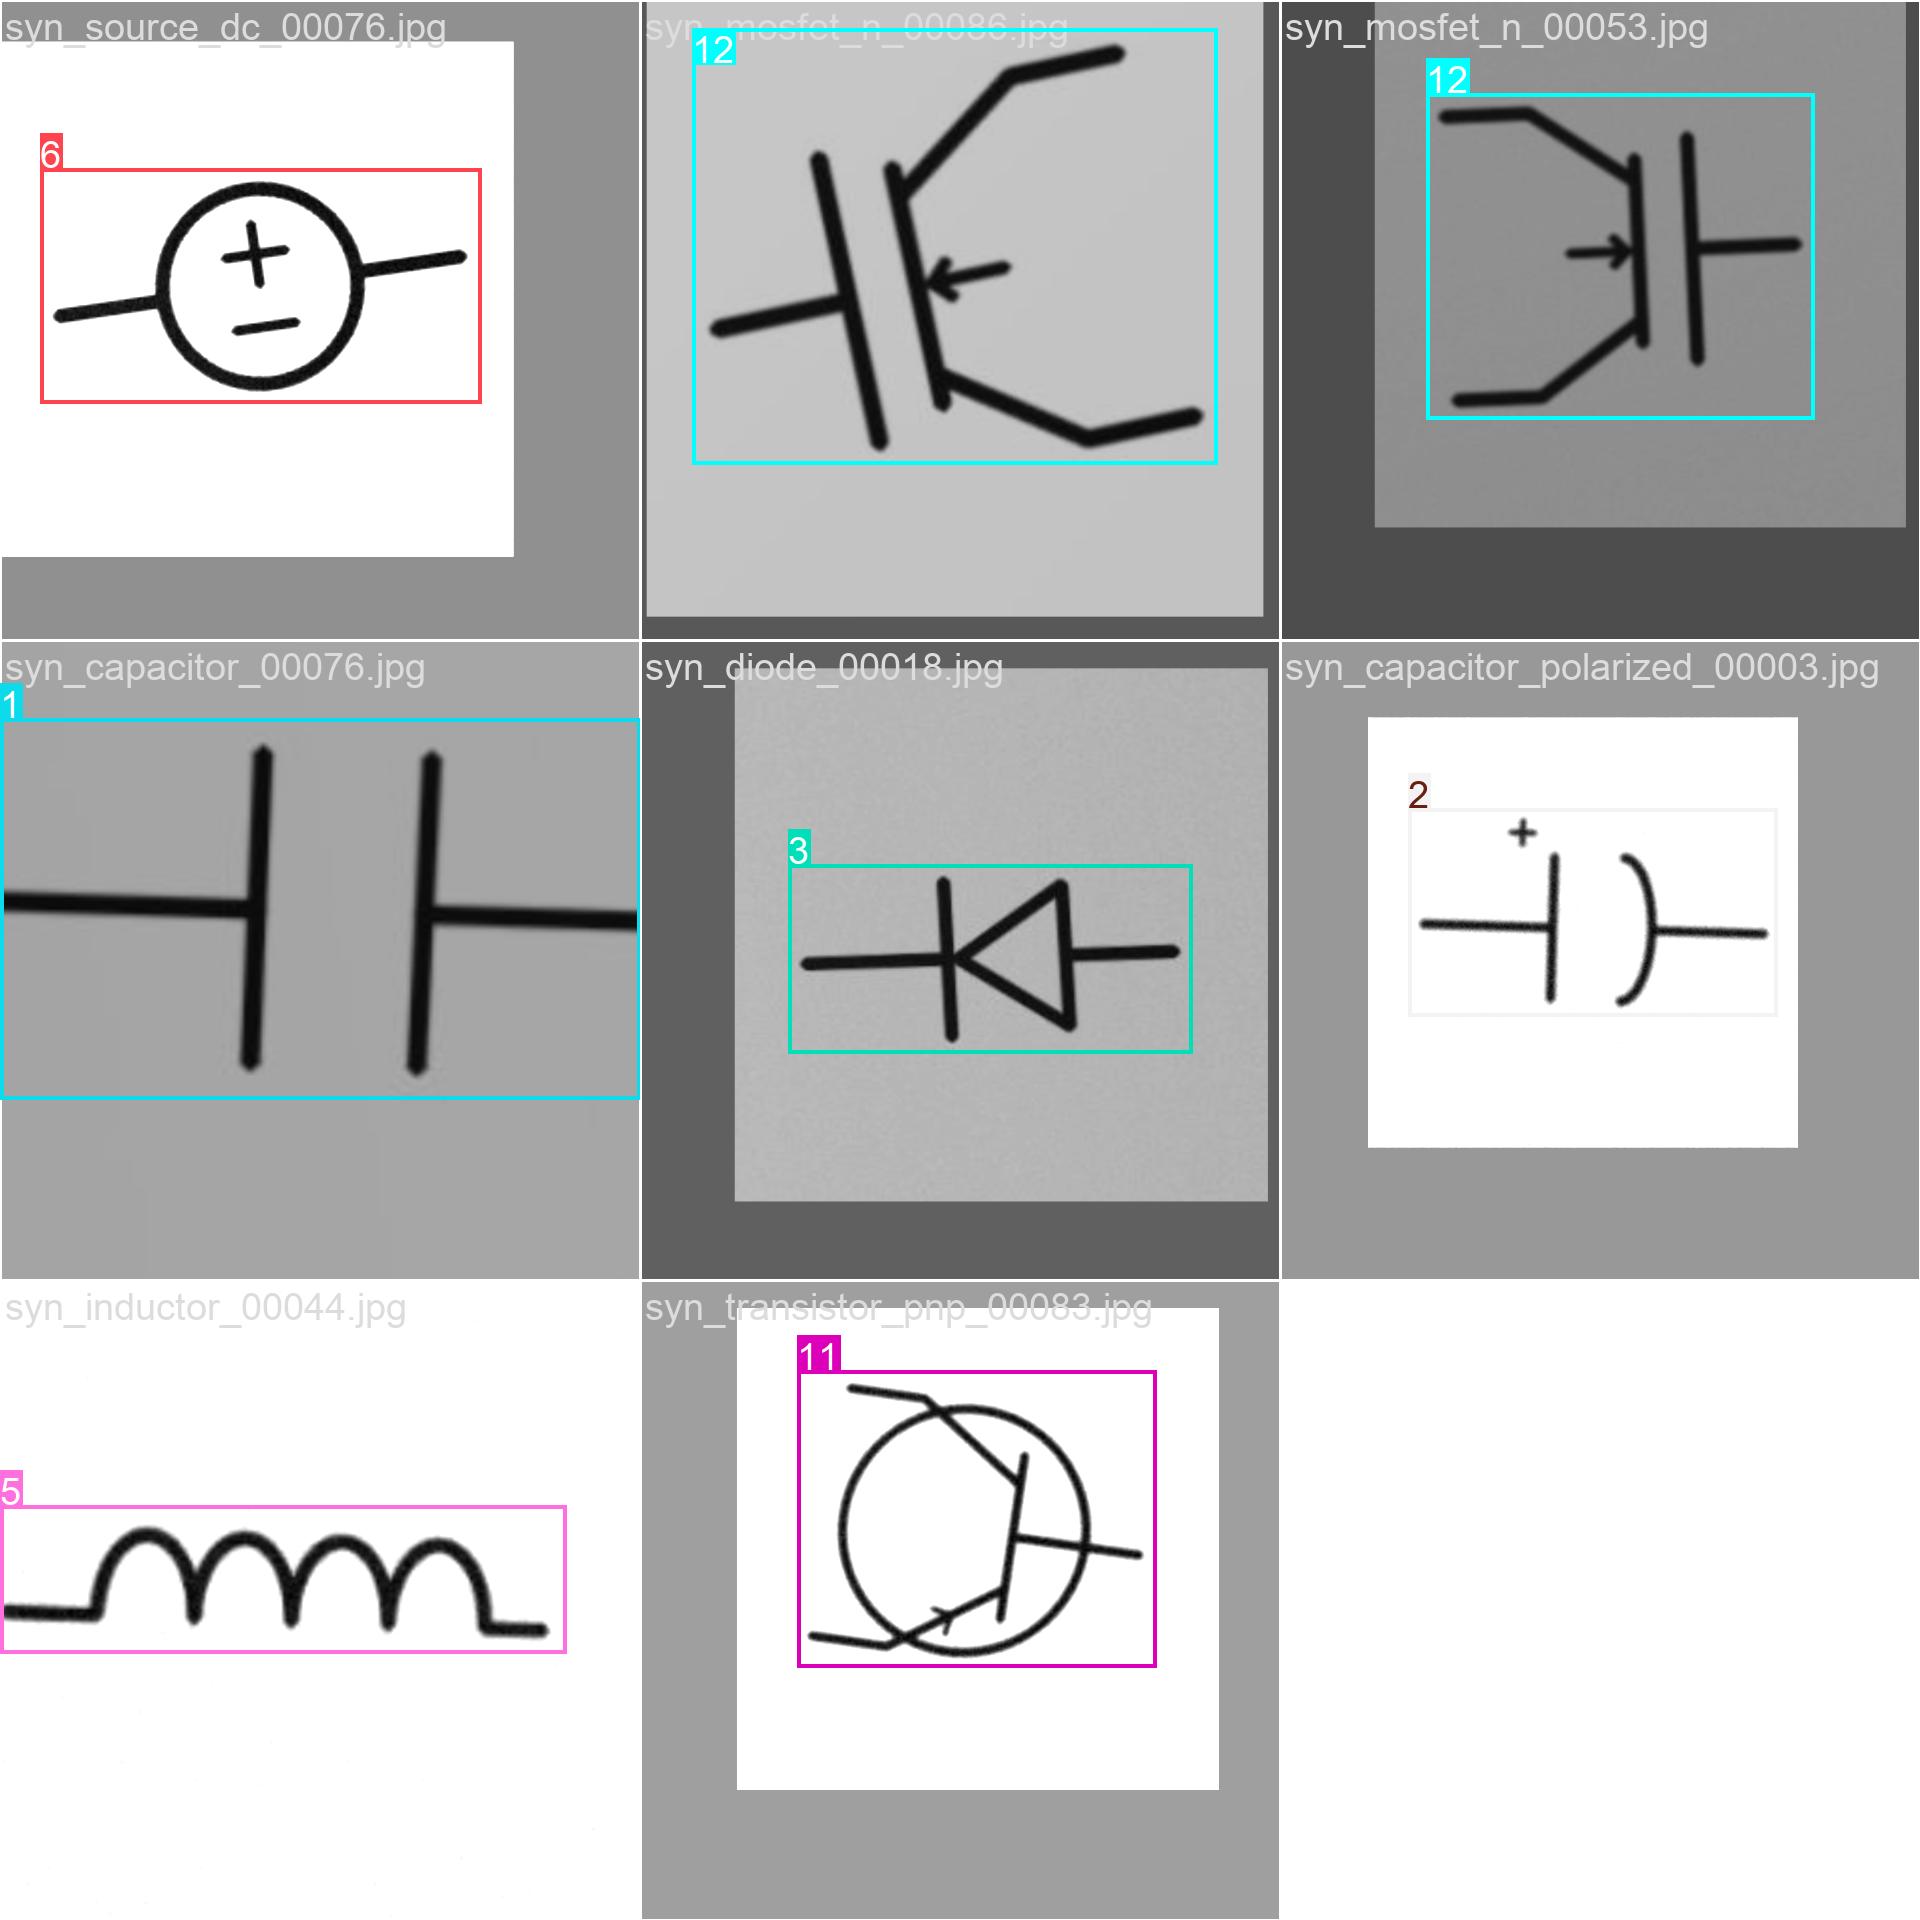 syn_source_dc_00076.jpg
6
syn_mosfet_n_00086.jpg
12
syn_mosfet_n_00053.jpg
12
syn_capacitor_00076.jpg
1
syn_diode_00018.jpg
3
syn_capacitor_polarized_00003.jpg
2
+
syn_inductor_00044.jpg
5
syn_transistor_pnp_00083.jpg
11